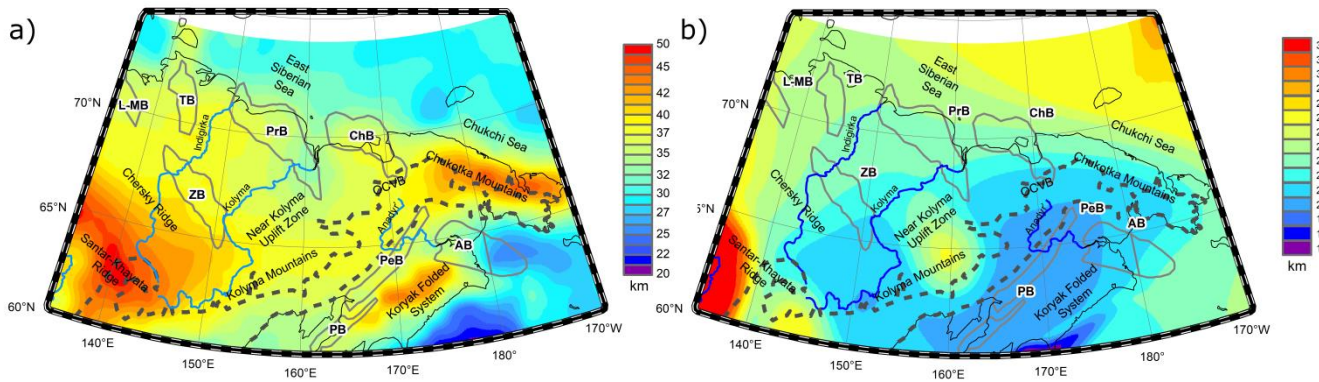 a)
50
45
42
40
37
35
32
30
27
25
22
20
km
70°N
65°N
60°N
140°E
150°E
160°E
170°E
180°
170°W
L-MB
TB
East
Siberian
Sea
Indigirka
PrB
ChB
Chukchi Sea
Chersky Ridge
ZB
Kolyma
Near Kolyma
Uplift Zone
OCVB
Chukotka Mountains
Anadyr
AB
PeB
Santar-Khayata
Ridge
Kolyma Mountains
Koryak Folded
System
PB
b)
km
70°N
5°N
60°N
140°E
150°E
160°E
170°E
180°
170°W
L-MB
TB
East
Siberian
Sea
Indigirka
PrB
ChB
Chukchi Sea
Chersky Ridge
ZB
Kolyma
Near Kolyma
Uplift Zone
OCVB
Chukotka Mountains
Anadyr
PeB
AB
Santar-Khayata
Ridge
Kolyma Mountains
PB
Koryak Folded
System